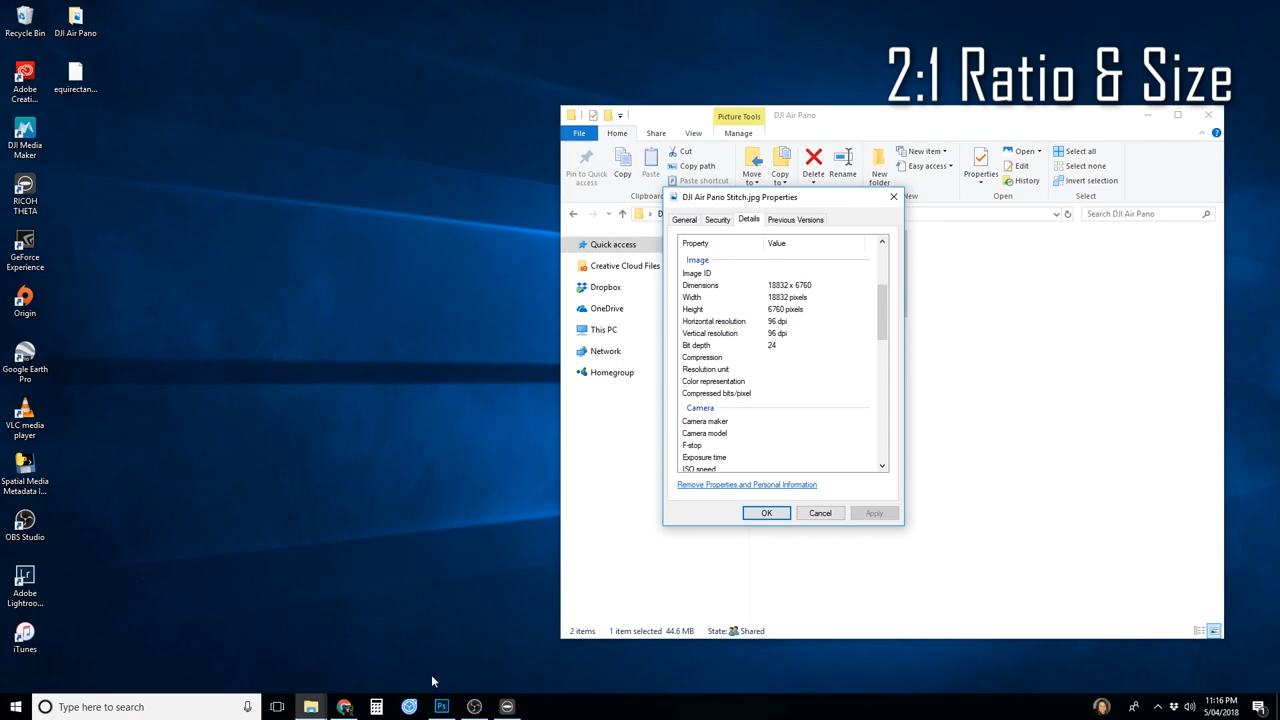 2:1 Ratio & Size
Recycle Bin
DJI Air Pano
Adobe
Creati...
equirectan...
DJI Media
Maker
RICOH
THETA
GeForce
Experience
Origin
Google Earth
Pro
VLC media
player
Spatial Media
Metadata I...
OBS Studio
Adobe
Lightroo...
iTunes
Picture Tools
DJI Air Pano
File
Home
Share
View
Manage
Pin to Quick
access
Copy
Paste
Cut
Copy path
Paste shortcut
Move
to
Copy
to
Delete
Rename
New
folder
New item
Easy access
Properties
Open
Edit
History
Select all
Select none
Invert selection
Clipboard
New
Open
Select
Search DJI Air Pano
Quick access
Creative Cloud Files
Dropbox
OneDrive
This PC
Network
Homegroup
DJI Air Pano Stitch.jpg Properties
General
Security
Details
Previous Versions
Property Value
Image
Image ID
Dimensions 18832 x 6760
Width 18832 pixels
Height 6760 pixels
Horizontal resolution 96 dpi
Vertical resolution 96 dpi
Bit depth 24
Compression
Resolution unit
Color representation
Compressed bits/pixel
Camera
Camera maker
Camera model
F-stop
Exposure time
ISO speed
Remove Properties and Personal Information
OK
Cancel
Apply
2 items 1 item selected 44.6 MB State: Shared
Type here to search
Ps
11:16 PM
5/04/2018